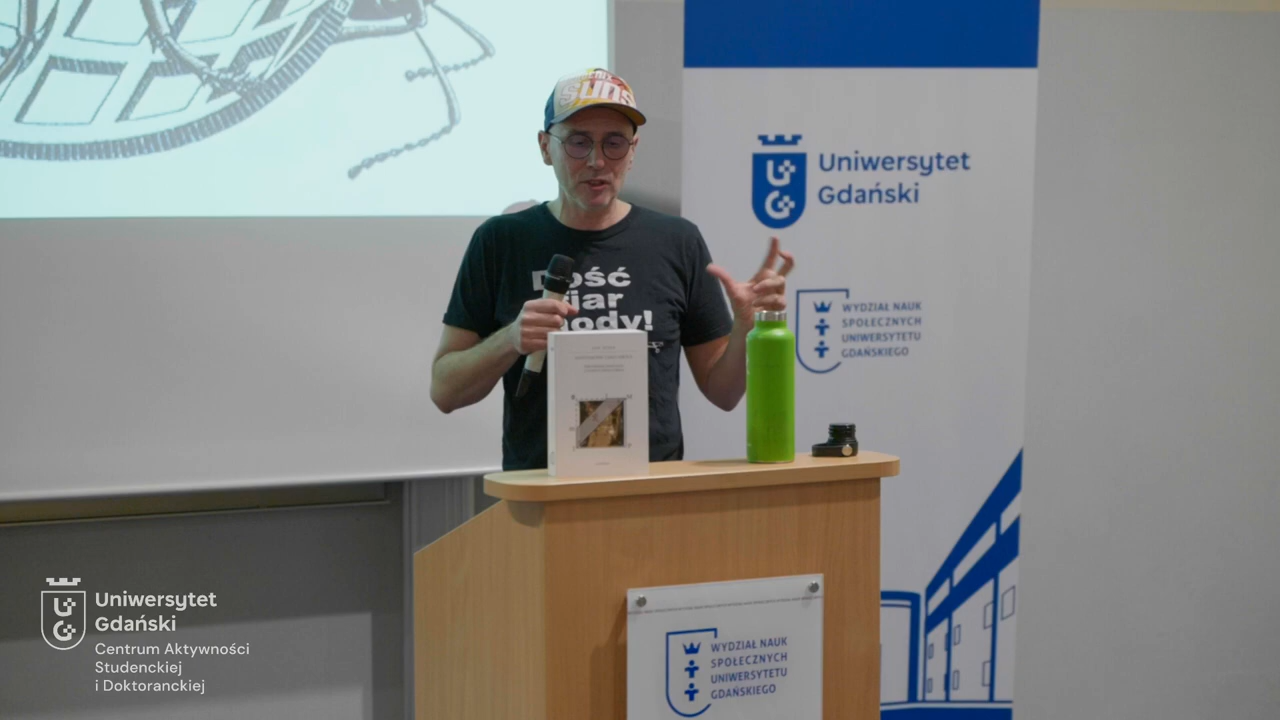 SUNS
Dość
ody!
Uniwersytet
Gdański
WYDZIAŁ NAUK
SPOŁECZNYCH
UNIWERSYTETU
GDAŃSKIEGO
WYDZIAŁ NAUK
SPOŁECZNYCH
UNIWERSYTETU
GDAŃSKIEGO
Uniwersytet
Gdański
Centrum Aktywności
Studenckiej
i Doktoranckiej